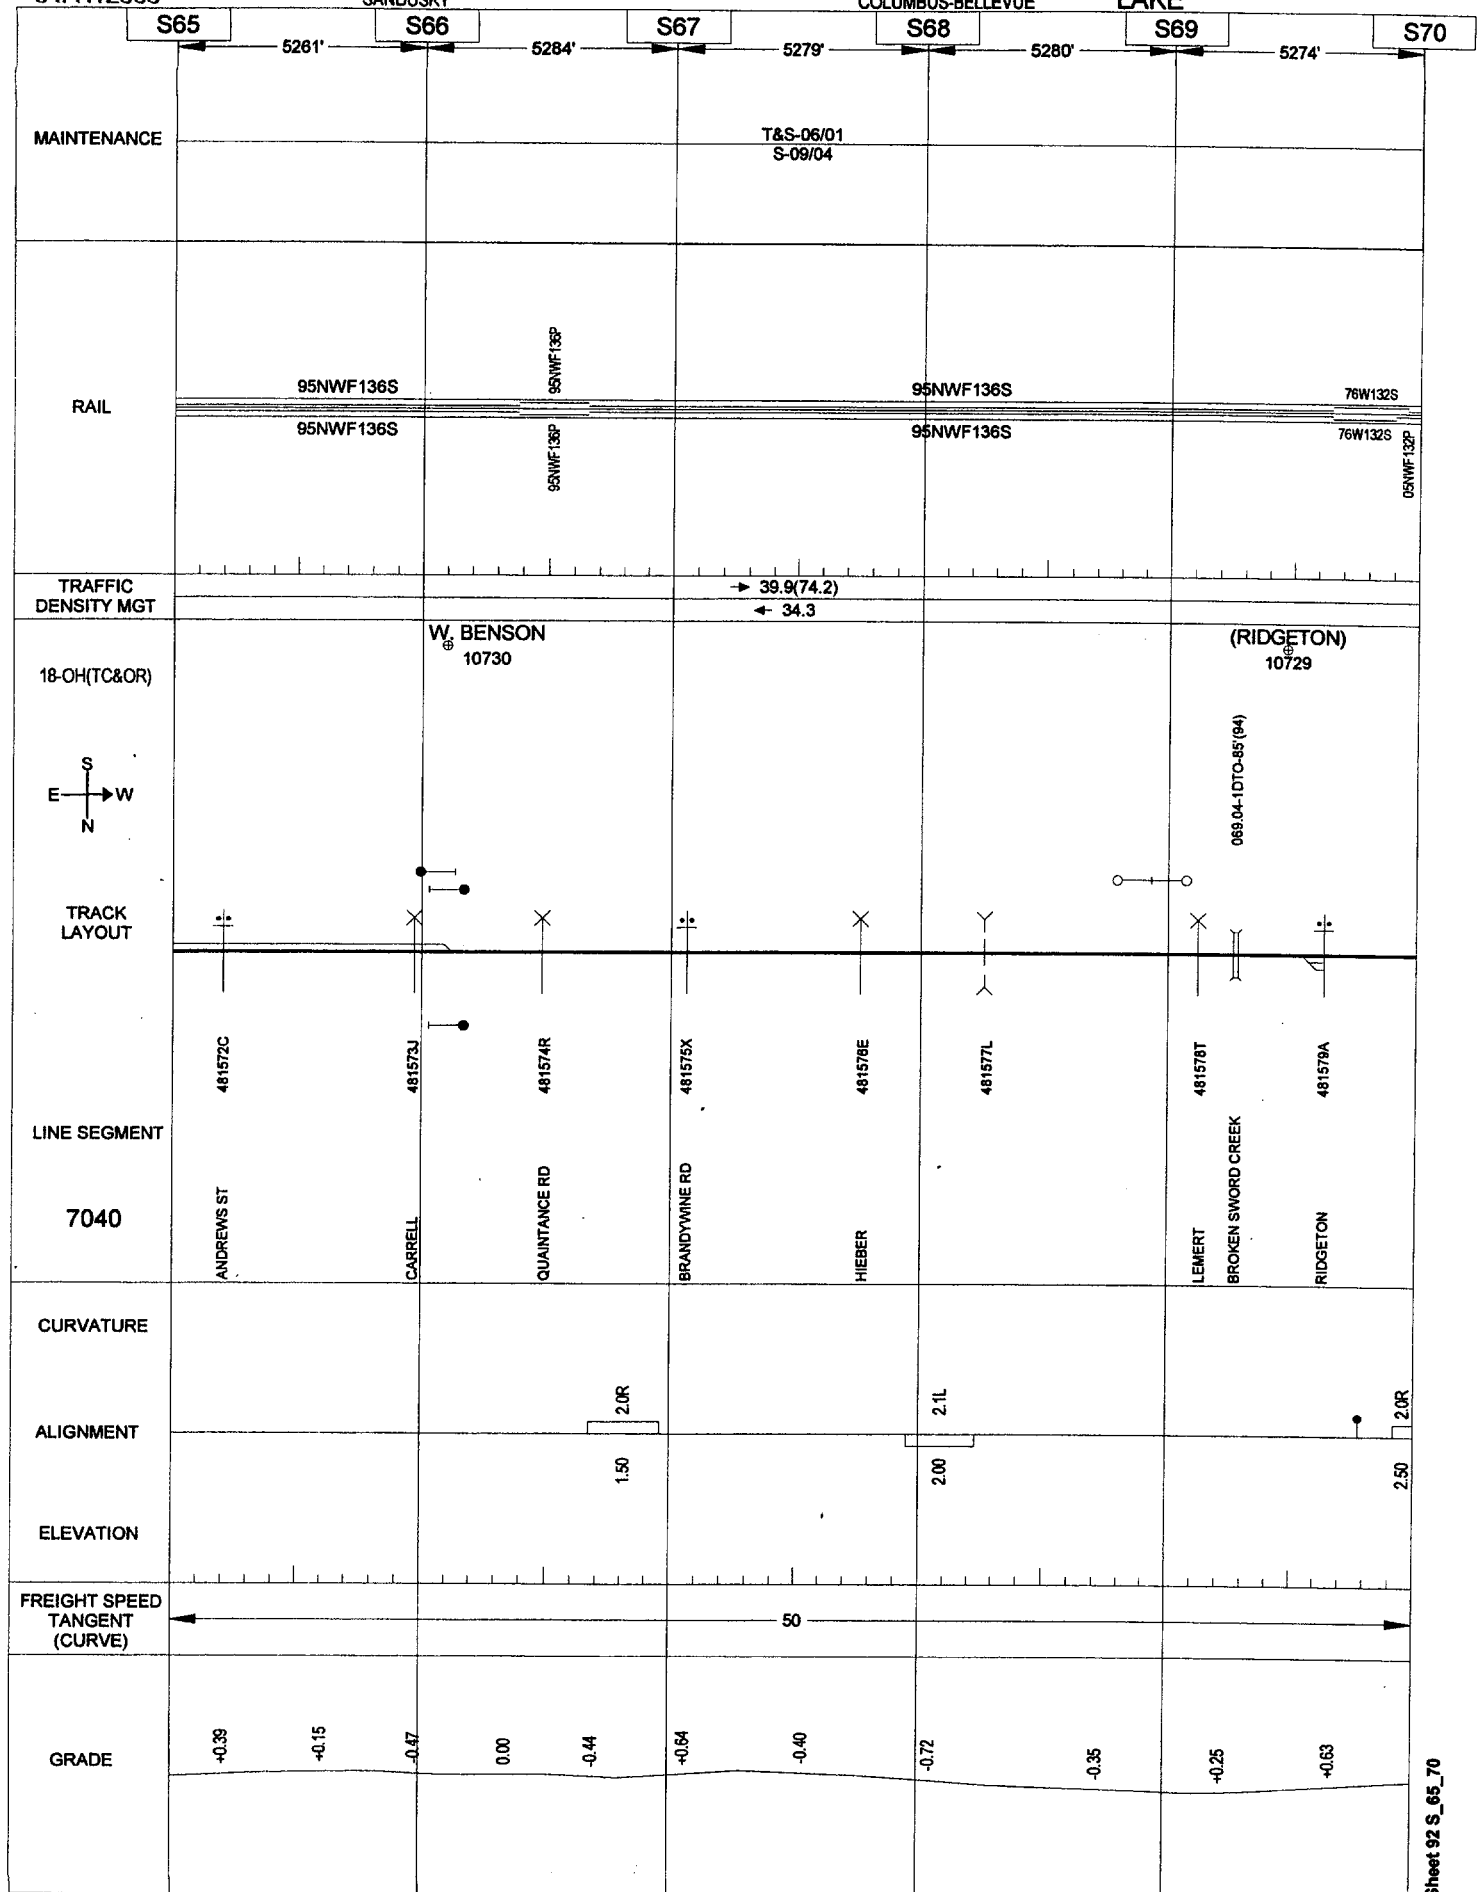 SANDUSKY
COLUMBUS-BELLEVUE
LAKE
S65
S66
S67
S68
S69
S70
5261'
5284'
5279'
5280'
5274'
MAINTENANCE
T&S-06/01
S-09/04
RAIL
95NWF136S
95NWF136P
95NWF136S
76W132S
95NWF136S
95NWF136P
95NWF136S
76W132S
05NWF132P
TRAFFIC
DENSITY MGT
39.9(74.2)
34.3
W. BENSON
10730
(RIDGETON)
10729
18-OH(TC&OR)
S
E
W
N
069.04-1DTO-85'(94)
TRACK
LAYOUT
481572C
481573J
481574R
481575X
481576E
481577L
481578T
481579A
LINE SEGMENT
7040
ANDREWS ST
CARRELL
QUAINTANCE RD
BRANDYWINE RD
HIEBER
LEMERT
BROKEN SWORD CREEK
RIDGETON
CURVATURE
2.0R
2.1L
2.0R
ALIGNMENT
1.50
2.00
2.50
ELEVATION
FREIGHT SPEED
TANGENT
(CURVE)
50
GRADE
+0.39
+0.15
-0.47
0.00
-0.44
+0.64
-0.40
-0.72
-0.35
+0.25
+0.63
Sheet 92 S_65_70